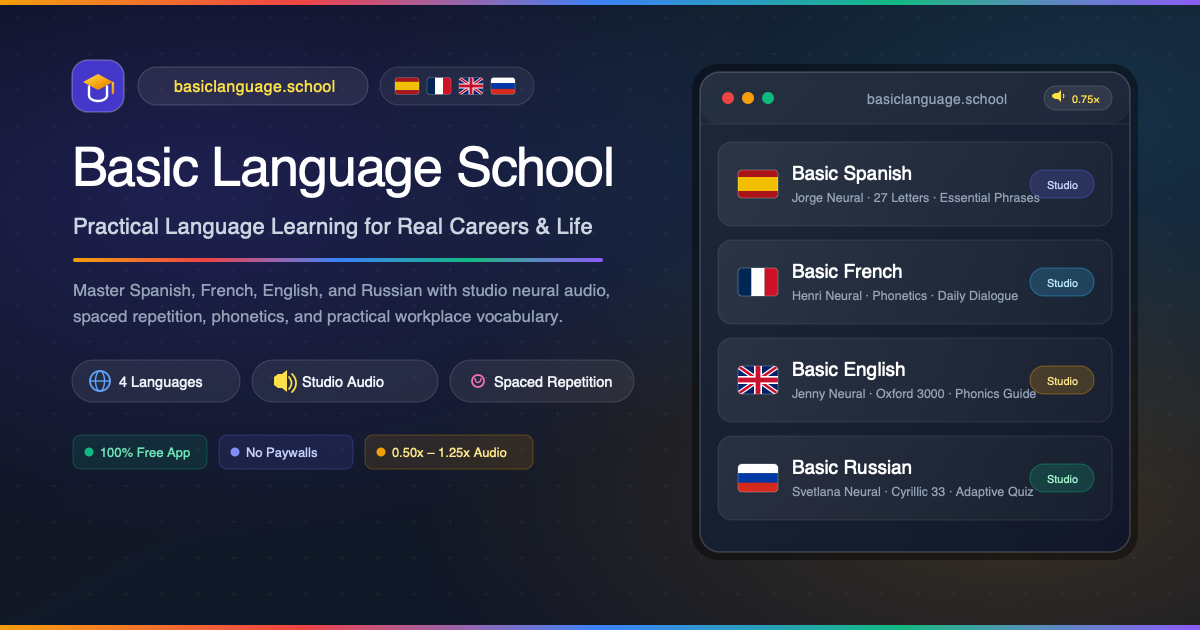 basiclanguage.school
Basic Language School
Practical Language Learning for Real Careers & Life
Master Spanish, French, English, and Russian with studio neural audio,
spaced repetition, phonetics, and practical workplace vocabulary.
4 Languages
Studio Audio
Spaced Repetition
100% Free App
No Paywalls
0.50x – 1.25x Audio
basiclanguage.school
0.75×
Basic Spanish
Jorge Neural · 27 Letters · Essential Phrases
Studio
Basic French
Henri Neural · Phonetics · Daily Dialogue
Studio
Basic English
Jenny Neural · Oxford 3000 · Phonics Guide
Studio
Basic Russian
Svetlana Neural · Cyrillic 33 · Adaptive Quiz
Studio